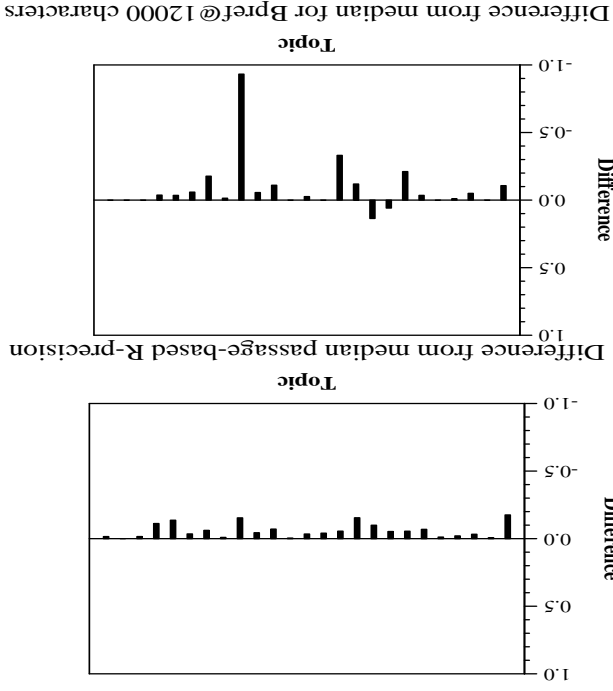 1.0
0.5
0.0
-0.5
-1.0
Difference
Topic
Difference from median passage-based R-precision
1.0
0.5
0.0
-0.5
-1.0
Difference
Topic
Difference from median for Bpref@12000 characters